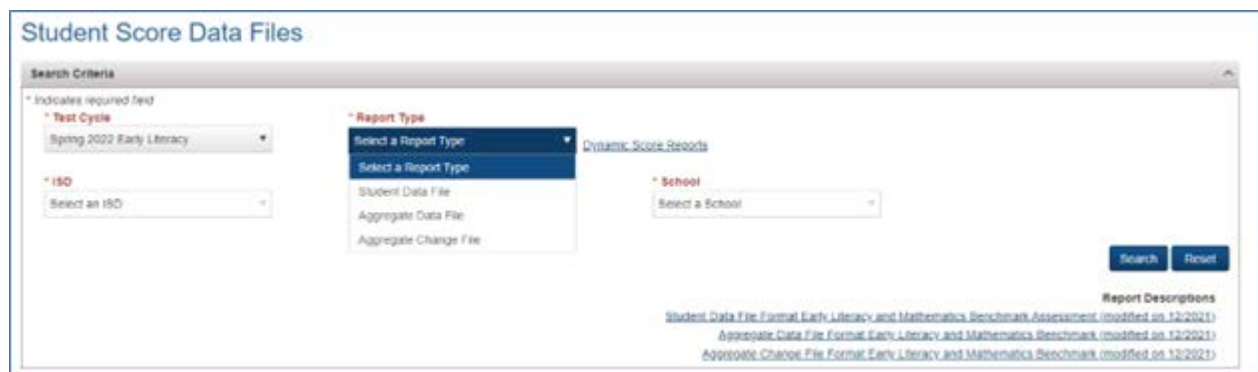 Student Score Data Files
Search Criteria
* Indicates required field
* Test Cycle
* Report Type
Spring 2022 Early Literacy
Select a Report Type
Dynamic Score Reports
Select a Report Type
* ISD
* School
Select an ISD
Student Data File
Select a School
Aggregate Data File
Aggregate Change File
Search
Reset
Report Descriptions
Student Data File Format Early Literacy and Mathematics Benchmark Assessment (modified on 12/2021)
Aggregate Data File Format Early Literacy and Mathematics Benchmark (modified on 12/2021)
Aggregate Change File Format Early Literacy and Mathematics Benchmark (modified on 12/2021)